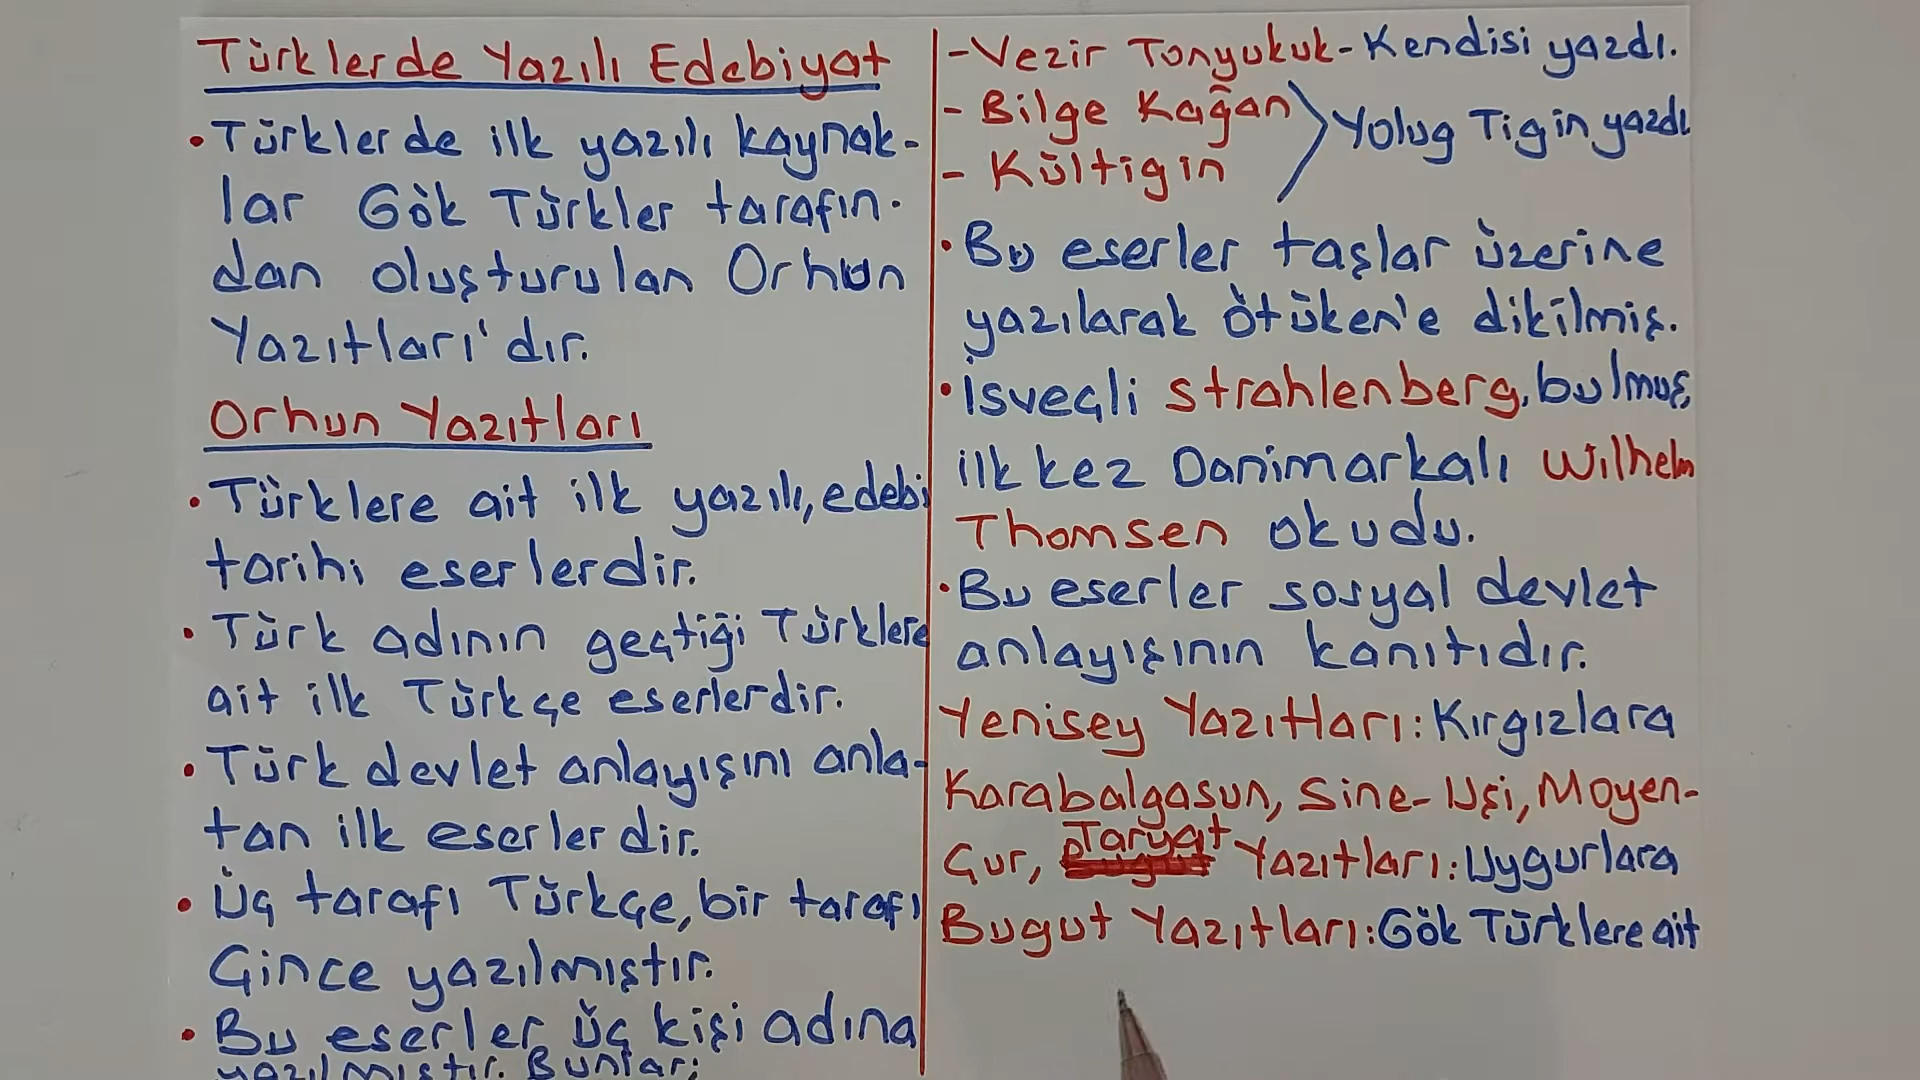 Türklerde Yazılı Edebiyat
• Türklerde ilk yazılı kaynak-
lar Gök Türkler tarafın-
dan oluşturulan Orhun
Yazıtları'dır.
Orhun Yazıtları
• Türklere ait ilk yazılı, edebi
tarihi eserlerdir.
• Türk adının geçtiği Türklere
ait ilk Türkçe eserlerdir.
• Türk devlet anlayışını anla-
tan ilk eserlerdir.
• Üç tarafı Türkçe, bir tarafı
Çince yazılmıştır.
• Bu eserler üç kişi adına
yazılmıştır. Bunlar;
- Vezir Tonyukuk - Kendisi yazdı.
- Bilge Kağan
- Kültigin
Yolug Tigin yazdı
• Bu eserler taşlar üzerine
yazılarak Ötüken'e dikilmiş.
• İsveçli Strahlenberg, bulmuş,
ilk kez Danimarkalı Wilhelm
Thomsen okudu.
• Bu eserler sosyal devlet
anlayışının kanıtıdır.
Yenisey Yazıtları: Kırgızlara
Karabalgasun, Sine-Uşi, Moyen-
Çur, Taryat Yazıtları: Uygurlara
Bugut Yazıtları: Gök Türklere ait